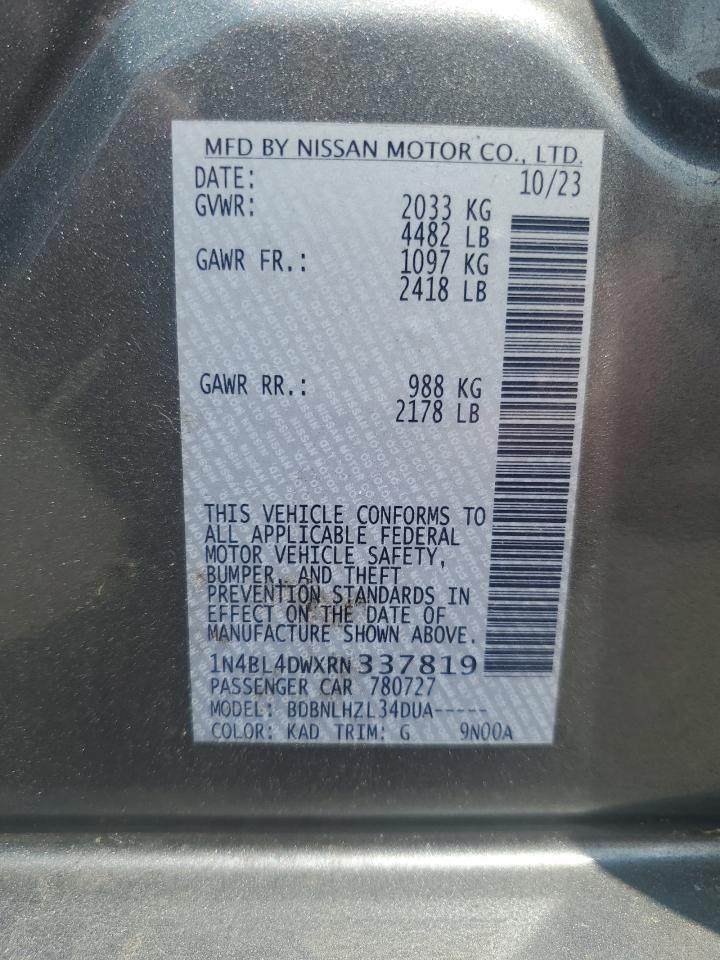 MFD BY NISSAN MOTOR CO., LTD.
DATE: 10/23
GVWR: 2033 KG
4482 LB
GAWR FR.: 1097 KG
2418 LB
GAWR RR.: 988 KG
2178 LB
THIS VEHICLE CONFORMS TO
ALL APPLICABLE FEDERAL
MOTOR VEHICLE SAFETY,
BUMPER, AND THEFT
PREVENTION STANDARDS IN
EFFECT ON THE DATE OF
MANUFACTURE SHOWN ABOVE.
1N4BL4DWXRN337819
PASSENGER CAR 780727
MODEL: BDBNLHZL34DUA-----
COLOR: KAD TRIM: G 9N00A